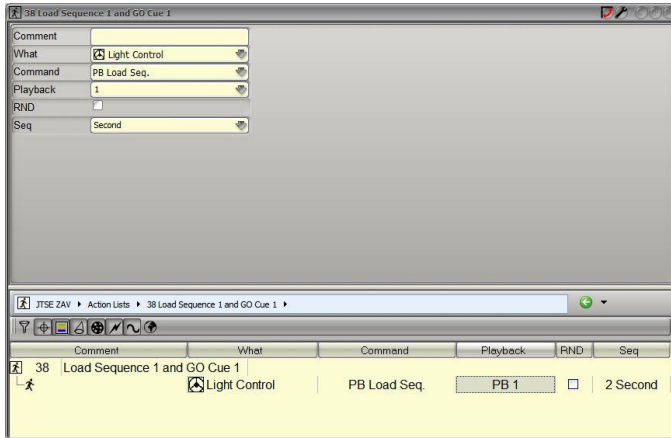 38 Load Sequence 1 and GO Cue 1
Comment
What Light Control
Command PB Load Seq.
Playback 1
RND
Seq Second
JTSE ZAV Action Lists 38 Load Sequence 1 and GO Cue 1
Comment What Command Playback RND Seq
38 Load Sequence 1 and GO Cue 1
Light Control PB Load Seq. PB 1 2 Second